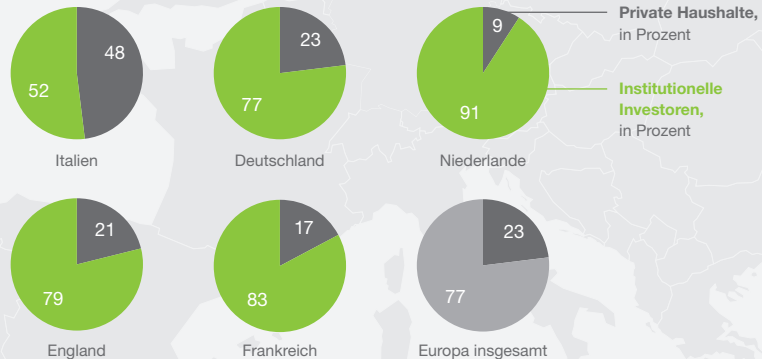 48
52
Italien
23
77
Deutschland
9
91
Niederlande
Private Haushalte,
in Prozent
Institutionelle
Investoren,
in Prozent
21
79
England
17
83
Frankreich
23
77
Europa insgesamt